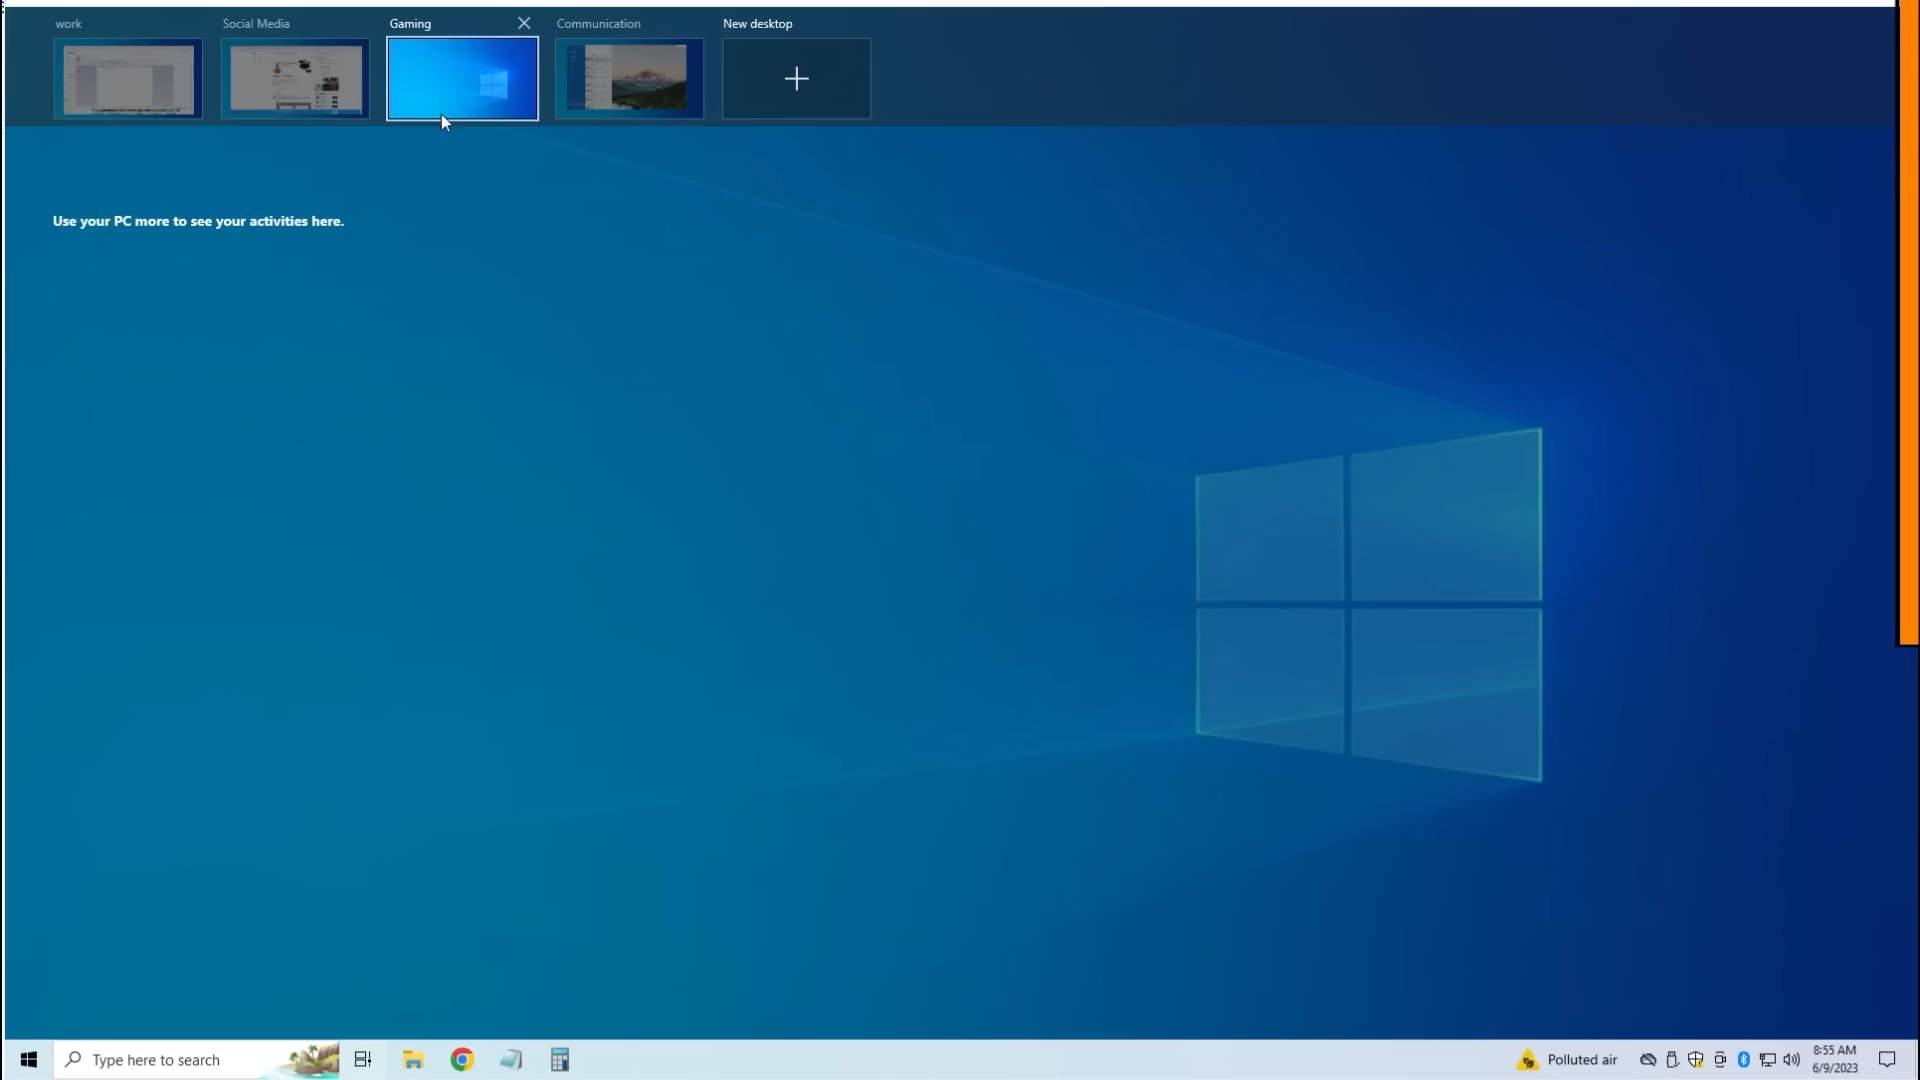 work
Social Media
Gaming
Communication
New desktop
Use your PC more to see your activities here.
Type here to search
Polluted air
8:55 AM
6/9/2023